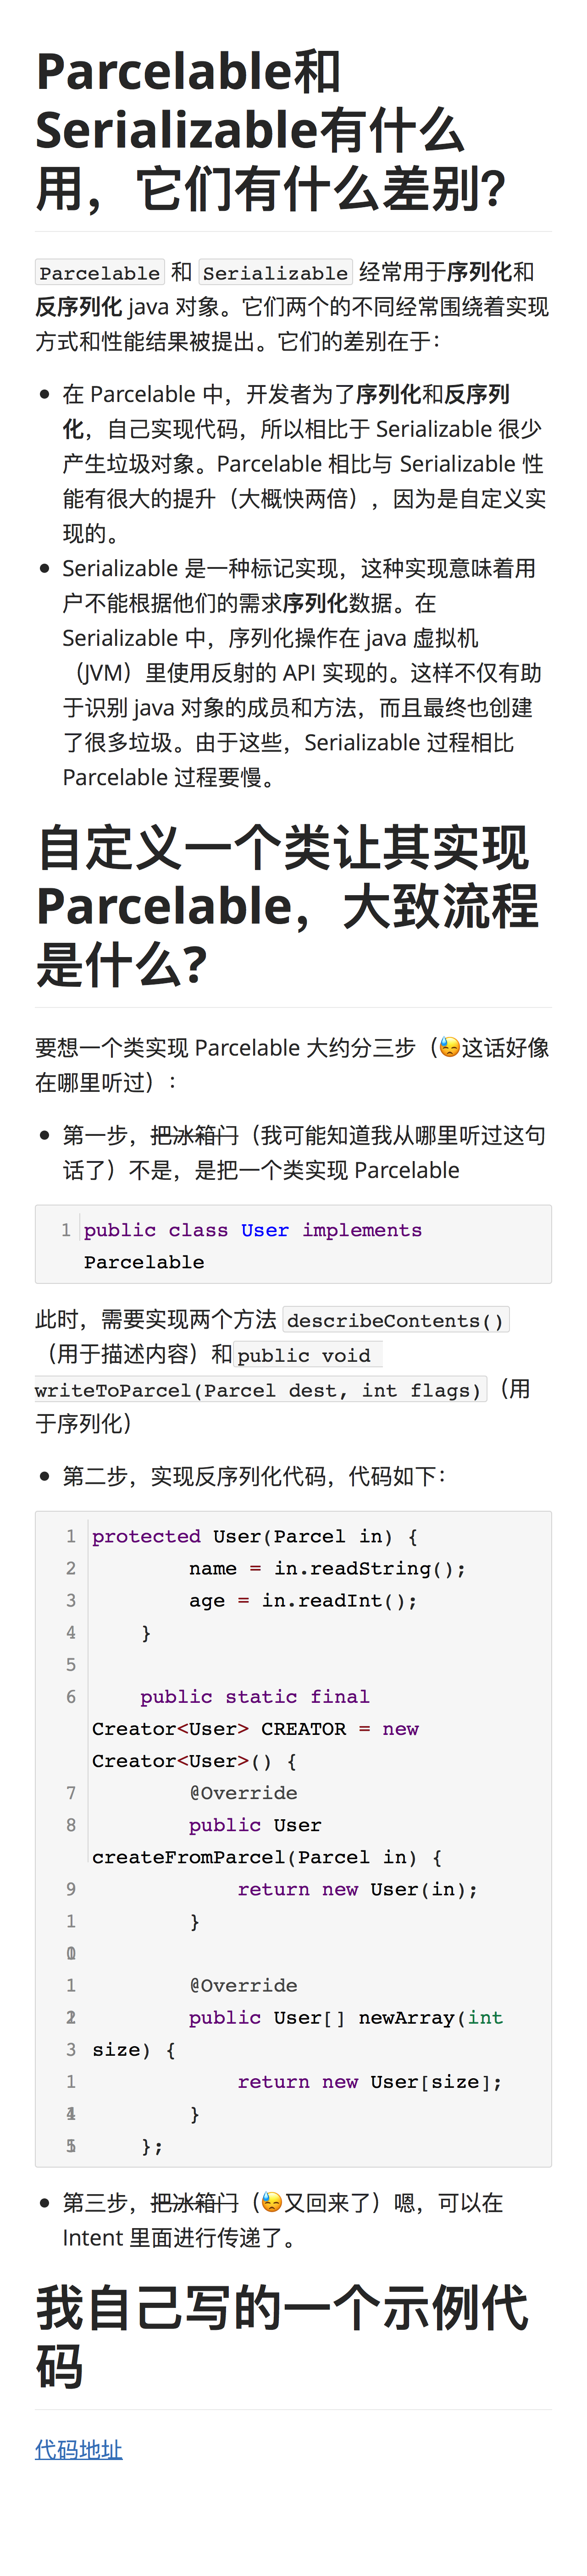 Parcelable和
Serializable有什么
用，它们有什么差别?
Parcelable 和 Serializable 经常用于序列化和
反序列化 java 对象。它们两个的不同经常围绕着实现
方式和性能结果被提出。它们的差别在于：
• 在 Parcelable 中，开发者为了序列化和反序列
化，自己实现代码，所以相比于 Serializable 很少
产生垃圾对象。Parcelable 相比与 Serializable 性
能有很大的提升（大概快两倍），因为是自定义实
现的。
• Serializable 是一种标记实现，这种实现意味着用
户不能根据他们的需求序列化数据。在
Serializable 中，序列化操作在 java 虚拟机
（JVM）里使用反射的 API 实现的。这样不仅有助
于识别 java 对象的成员和方法，而且最终也创建
了很多垃圾。由于这些，Serializable 过程相比
Parcelable 过程要慢。
自定义一个类让其实现
Parcelable，大致流程
是什么?
要想一个类实现 Parcelable 大约分三步（😓这话好像
在哪里听过）：
• 第一步，把冰箱门（我可能知道我从哪里听过这句
话了）不是，是把一个类实现 Parcelable
1 public class User implements
Parcelable
此时，需要实现两个方法 describeContents()
（用于描述内容）和public void
writeToParcel(Parcel dest, int flags)（用
于序列化）
• 第二步，实现反序列化代码，代码如下：
1 protected User(Parcel in) {
2         name = in.readString();
3         age = in.readInt();
4     }
5
6     public static final
Creator<User> CREATOR = new
Creator<User>() {
7         @Override
8         public User
createFromParcel(Parcel in) {
9             return new User(in);
1         }
0
1         @Override
2         public User[] newArray(int
3 size) {
1             return new User[size];
4         }
5     };
• 第三步，把冰箱门（😓又回来了）嗯，可以在
Intent 里面进行传递了。
我自己写的一个示例代
码
代码地址